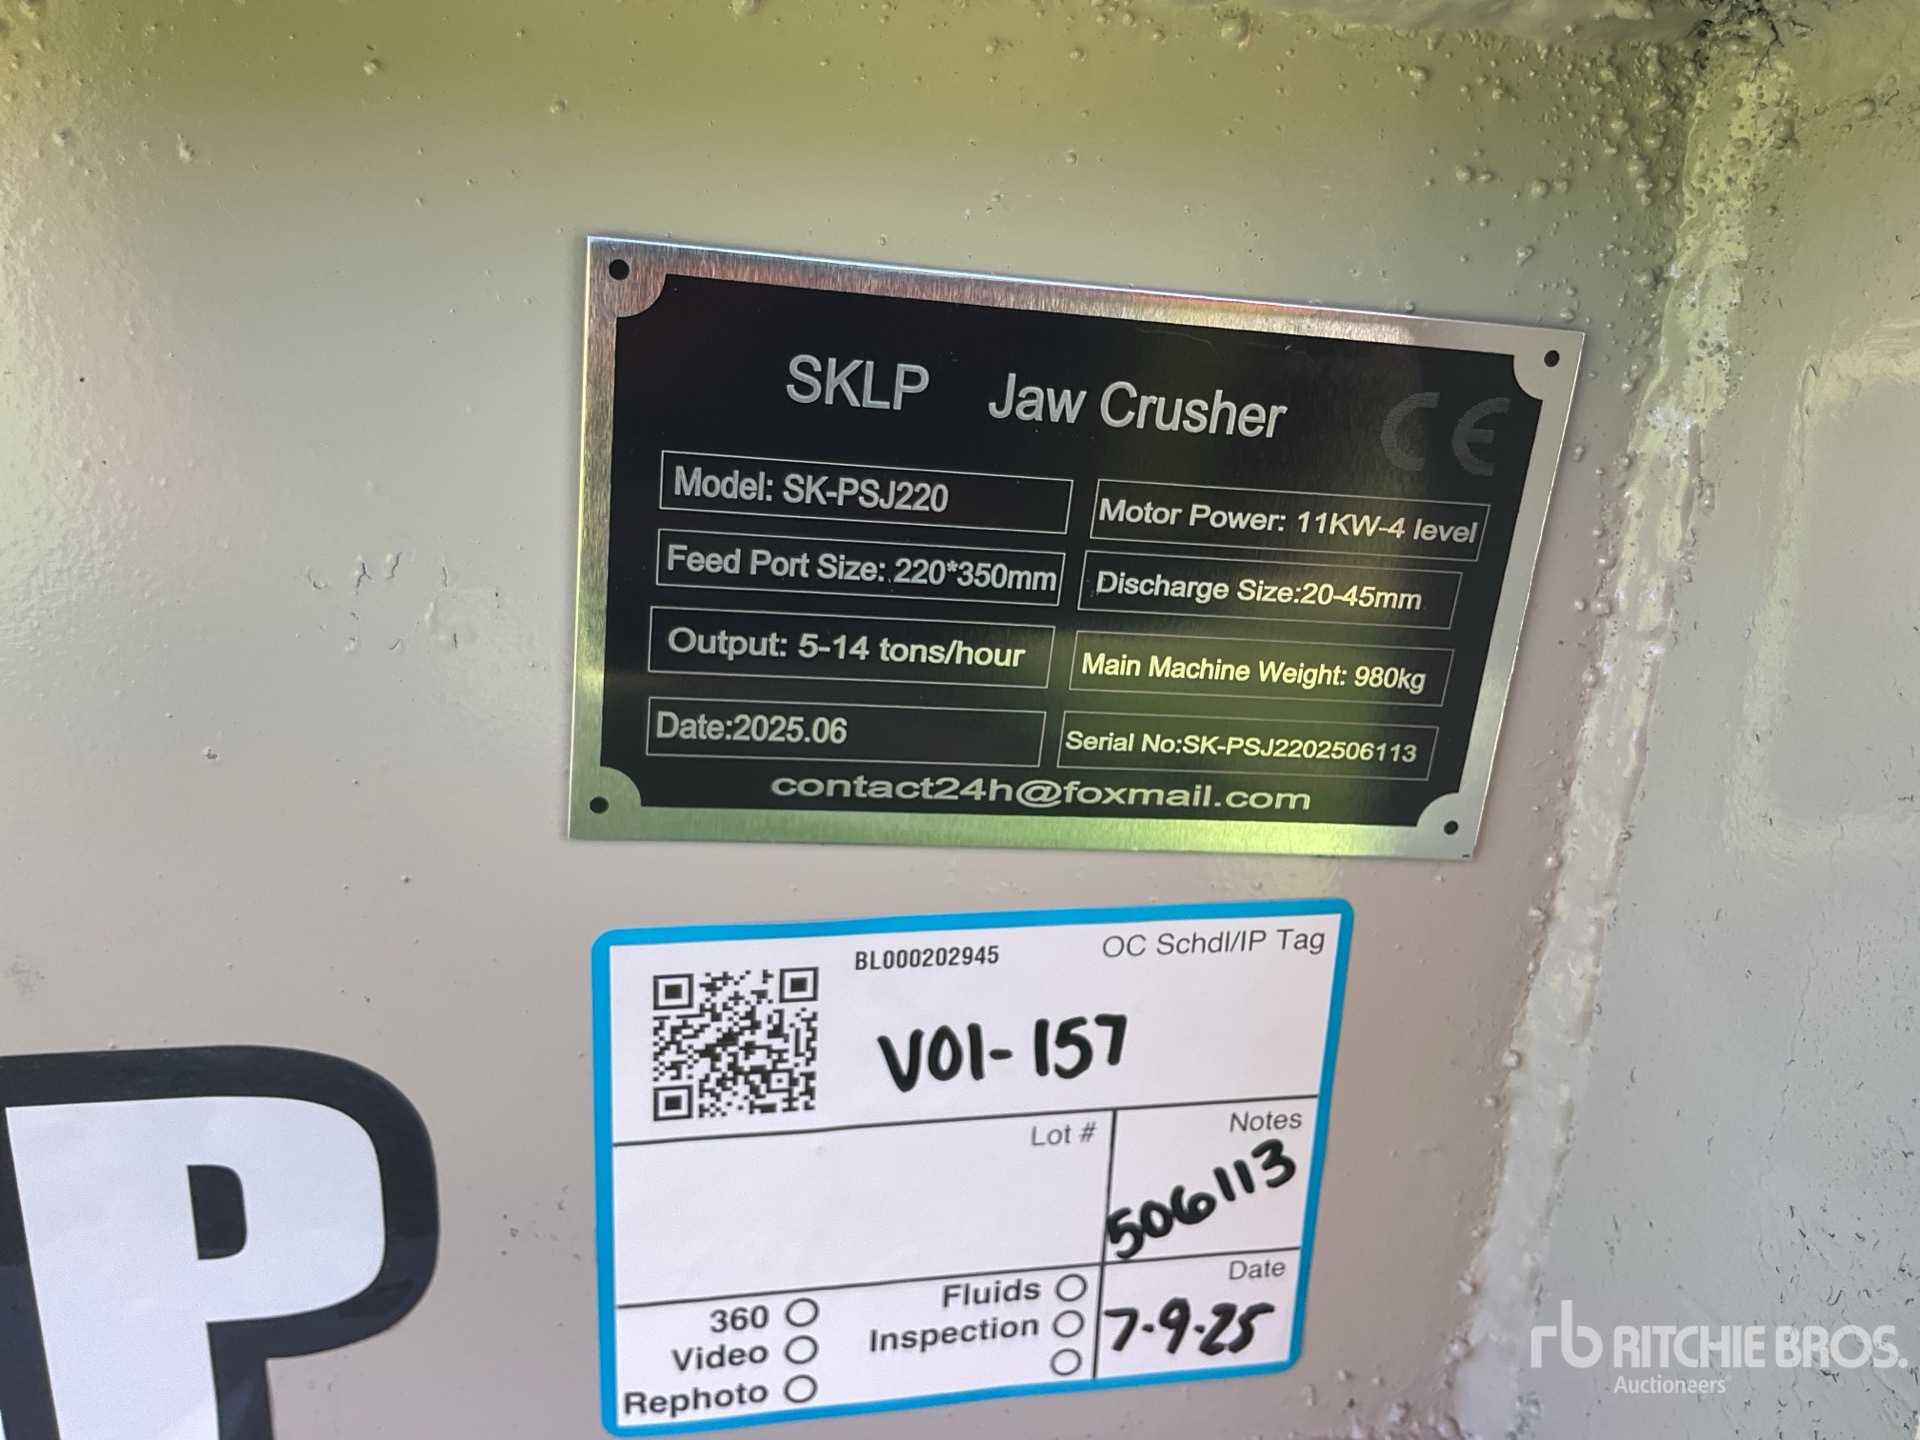 SKLP Jaw Crusher CE
Model: SK-PSJ220
Motor Power: 11KW-4 level
Feed Port Size: 220*350mm
Discharge Size:20-45mm
Output: 5-14 tons/hour
Main Machine Weight: 980kg
Date:2025.06
Serial No:SK-PSJ2202506113
contact24h@foxmail.com
BL000202945
OC Schdl/IP Tag
V01-157
Lot #
Notes
506113
360
Video
Rephoto
Fluids
Inspection
Date
7-9-25
P
rb RITCHIE BROS.
Auctioneers